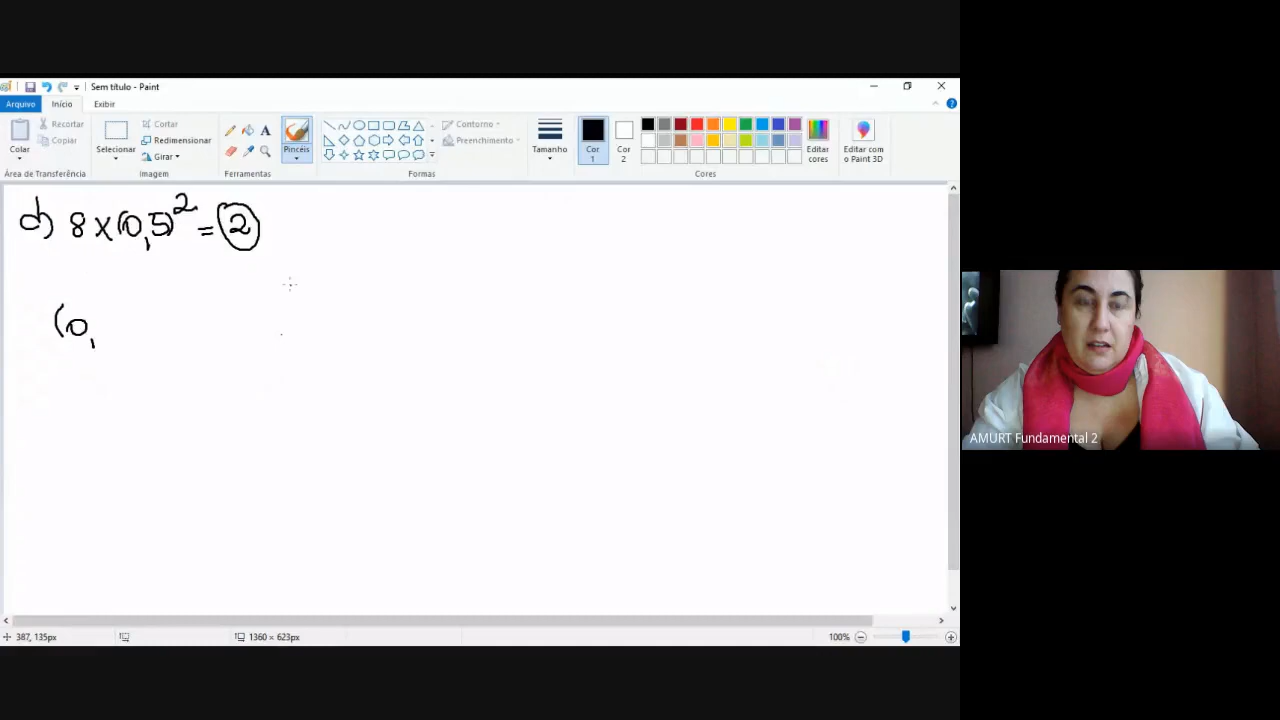 Sem título - Paint
Arquivo Início Exibir
Colar
Recortar
Copiar
Área de Transferência
Selecionar
Cortar
Redimensionar
Girar
Imagem
Ferramentas
Pincéis
Contorno
Preenchimento
Formas
Tamanho
Cor 1
Cor 2
Editar cores
Editar com o Paint 3D
Cores
d) 8 x (0,5)² = 2
(0,
387, 135px
1360 × 623px
100%
AMURT Fundamental 2